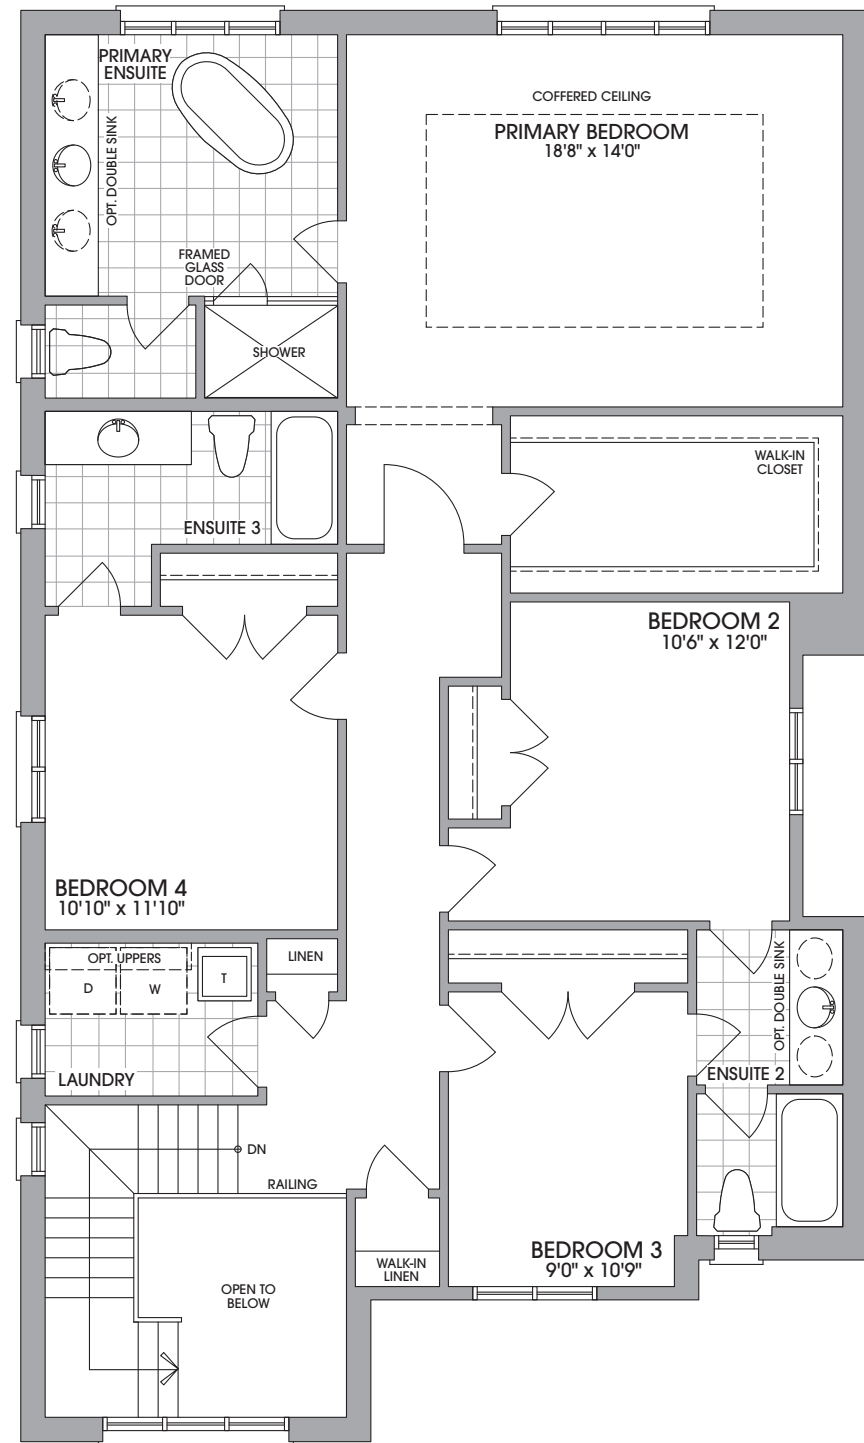 PRIMARY
ENSUITE
OPT. DOUBLE SINK
FRAMED
GLASS
DOOR
SHOWER
COFFERED CEILING
PRIMARY BEDROOM
18'8" x 14'0"
WALK-IN
CLOSET
ENSUITE 3
BEDROOM 2
10'6" x 12'0"
BEDROOM 4
10'10" x 11'10"
OPT. UPPERS
D
W
T
LINEN
LAUNDRY
OPT. DOUBLE SINK
ENSUITE 2
DN
RAILING
OPEN TO
BELOW
WALK-IN
LINEN
BEDROOM 3
9'0" x 10'9"